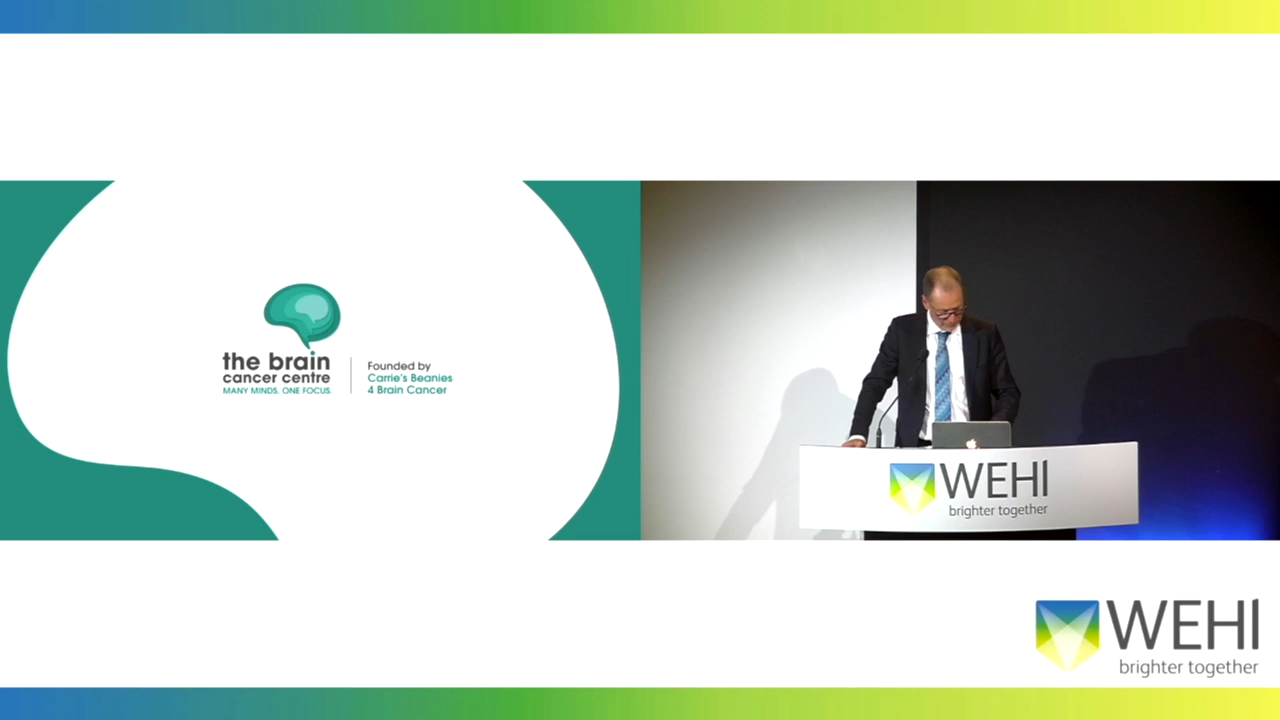 the brain
cancer centre
MANY MINDS. ONE FOCUS.
Founded by
Carrie's Beanies
4 Brain Cancer
WEHI
brighter together
WEHI
brighter together